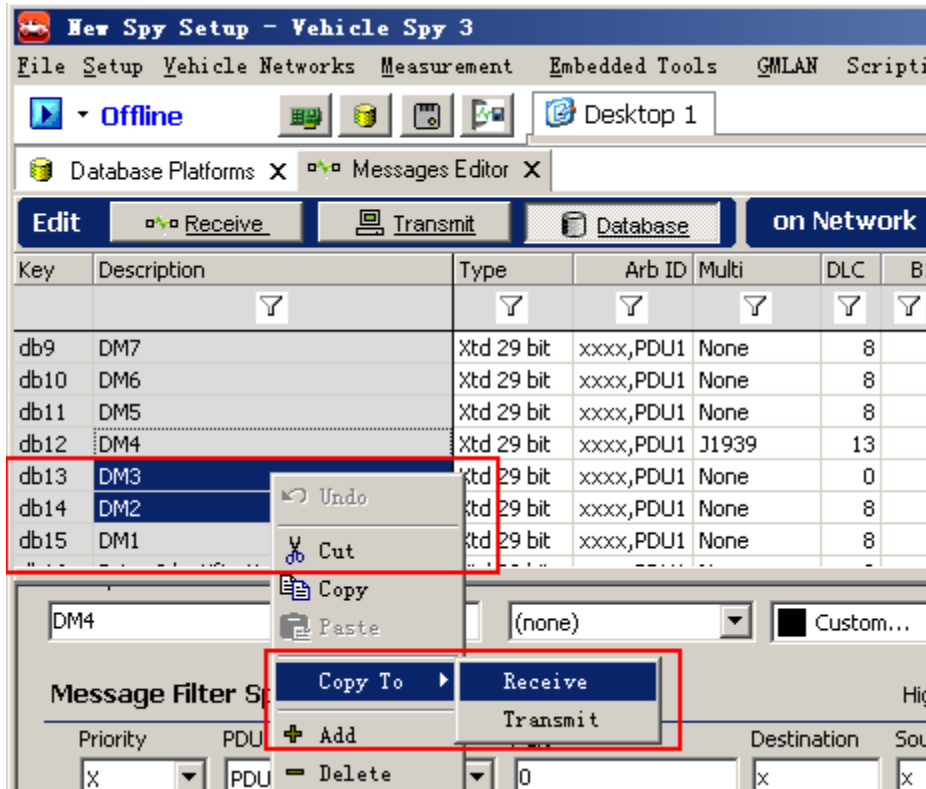 New Spy Setup - Vehicle Spy 3
File Setup Vehicle Networks Measurement Embedded Tools GMLAN
Offline Desktop 1
Database Platforms X Messages Editor X
Edit Receive Transmit Database on Network
Key Description Type Arb ID Multi DLC
db9 DM7 Xtd 29 bit xxxx,PDU1 None 8
db10 DM6 Xtd 29 bit xxxx,PDU1 None 8
db11 DM5 Xtd 29 bit xxxx,PDU1 None 8
db12 DM4 Xtd 29 bit xxxx,PDU1 J1939 13
db13 DM3 Xtd 29 bit xxxx,PDU1 None 0
db14 DM2 Xtd 29 bit xxxx,PDU1 None 8
db15 DM1 Xtd 29 bit xxxx,PDU1 None 8
Undo
Cut
Copy
DM4 Paste (none) Custom...
Copy To Receive
Message Filter
Transmit
Add
Priority PDU Destination
Delete
X PDU 0 x x